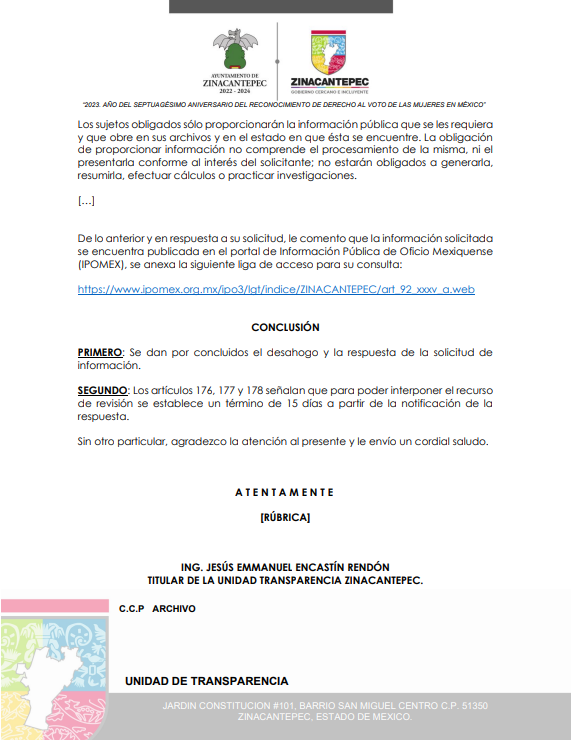 AYUNTAMIENTO DE
ZINACANTEPEC
2022 - 2024
ZINACANTEPEC
GOBIERNO CERCANO E INCLUYENTE
"2023. AÑO DEL SEPTUAGÉSIMO ANIVERSARIO DEL RECONOCIMIENTO DE DERECHO AL VOTO DE LAS MUJERES EN MÉXICO"
Los sujetos obligados sólo proporcionarán la información pública que se les requiera
y que obre en sus archivos y en el estado en que ésta se encuentre. La obligación
de proporcionar información no comprende el procesamiento de la misma, ni el
presentarla conforme al interés del solicitante; no estarán obligados a generarla,
resumirla, efectuar cálculos o practicar investigaciones.
[...]
De lo anterior y en respuesta a su solicitud, le comento que la información solicitada
se encuentra publicada en el portal de Información Pública de Oficio Mexiquense
(IPOMEX), se anexa la siguiente liga de acceso para su consulta:
https://www.ipomex.org.mx/ipo3/lgt/indice/ZINACANTEPEC/art_92_xxxv_a.web
CONCLUSIÓN
PRIMERO: Se dan por concluidos el desahogo y la respuesta de la solicitud de
información.
SEGUNDO: Los artículos 176, 177 y 178 señalan que para poder interponer el recurso
de revisión se establece un término de 15 días a partir de la notificación de la
respuesta.
Sin otro particular, agradezco la atención al presente y le envío un cordial saludo.
A T E N T A M E N T E
[RÚBRICA]
ING. JESÚS EMMANUEL ENCASTÍN RENDÓN
TITULAR DE LA UNIDAD TRANSPARENCIA ZINACANTEPEC.
C.C.P ARCHIVO
UNIDAD DE TRANSPARENCIA
JARDIN CONSTITUCION #101, BARRIO SAN MIGUEL CENTRO C.P. 51350
ZINACANTEPEC, ESTADO DE MEXICO.